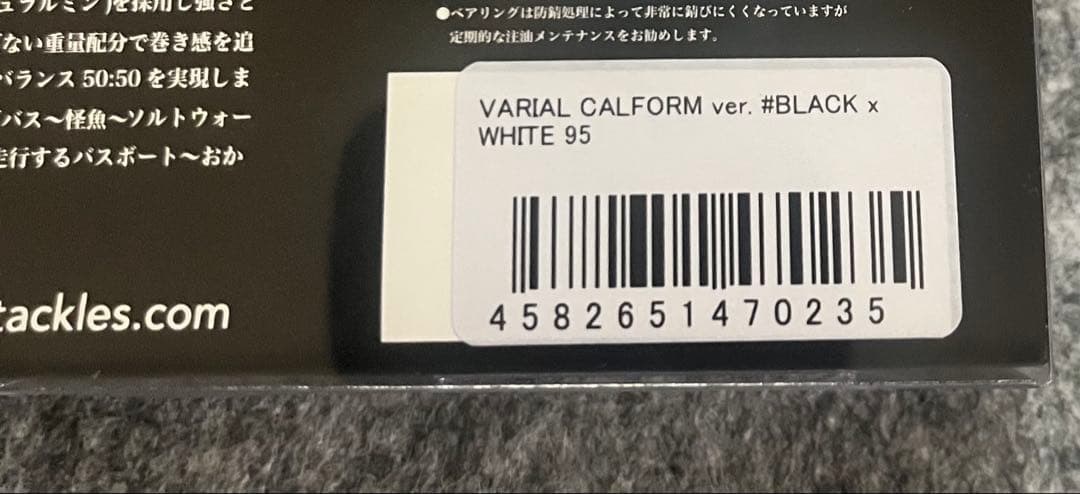 ュラルミン」を採用し強さと
ない重量配分で巻き感を追
バランス 50:50 を実現しま
バス〜怪魚〜ソルトウォー
走行するバスボート〜おか
tackles.com
●ベアリングは防錆処理によって非常に錆びにくくなっていますが
定期的な注油メンテナンスをお勧めします。
VARIAL CALFORM ver. #BLACK x
WHITE 95
4582651470235